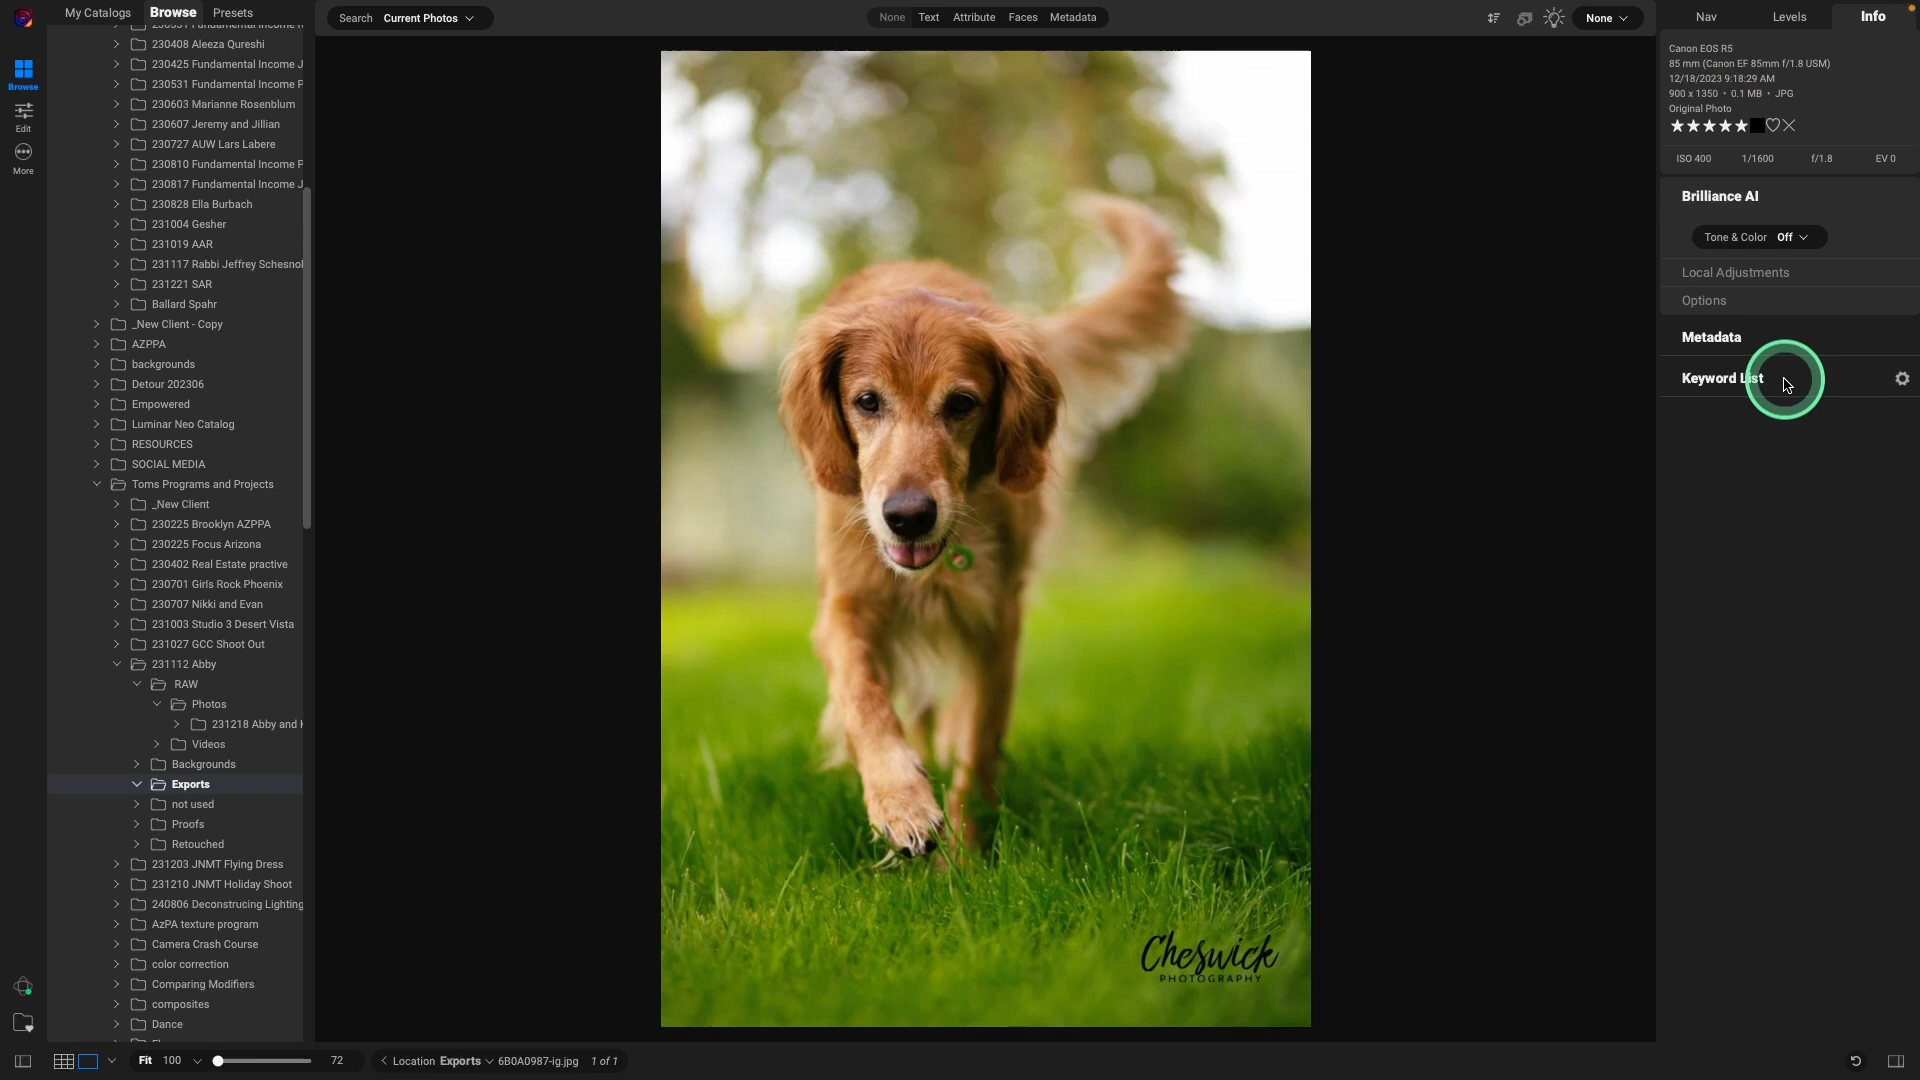 My Catalogs Browse Presets
Search Current Photos
None Text Attribute Faces Metadata
None
Nav Levels Info
Browse
Edit
More
230408 Aleeza Qureshi
230425 Fundamental Income J
230531 Fundamental Income P
230603 Marianne Rosenblum
230607 Jeremy and Jillian
230727 AUW Lars Labere
230810 Fundamental Income P
230817 Fundamental Income J
230828 Ella Burbach
231004 Gesher
231019 AAR
231117 Rabbi Jeffrey Schesnol
231221 SAR
Ballard Spahr
_New Client - Copy
AZPPA
backgrounds
Detour 202306
Empowered
Luminar Neo Catalog
RESOURCES
SOCIAL MEDIA
Toms Programs and Projects
_New Client
230225 Brooklyn AZPPA
230225 Focus Arizona
230402 Real Estate practive
230701 Girls Rock Phoenix
230707 Nikki and Evan
231003 Studio 3 Desert Vista
231027 GCC Shoot Out
231112 Abby
RAW
Photos
231218 Abby and
Videos
Backgrounds
Exports
not used
Proofs
Retouched
231203 JNMT Flying Dress
231210 JNMT Holiday Shoot
240806 Deconstrucing Lighting
AzPA texture program
Camera Crash Course
color correction
Comparing Modifiers
composites
Dance
Cheswick
PHOTOGRAPHY
Canon EOS R5
85 mm (Canon EF 85mm f/1.8 USM)
12/18/2023 9:18:29 AM
900 x 1350 • 0.1 MB • JPG
Original Photo
ISO 400 1/1600 f/1.8 EV 0
Brilliance AI
Tone & Color Off
Local Adjustments
Options
Metadata
Keyword List
Fit 100 72
Location Exports 6B0A0987-ig.jpg 1 of 1